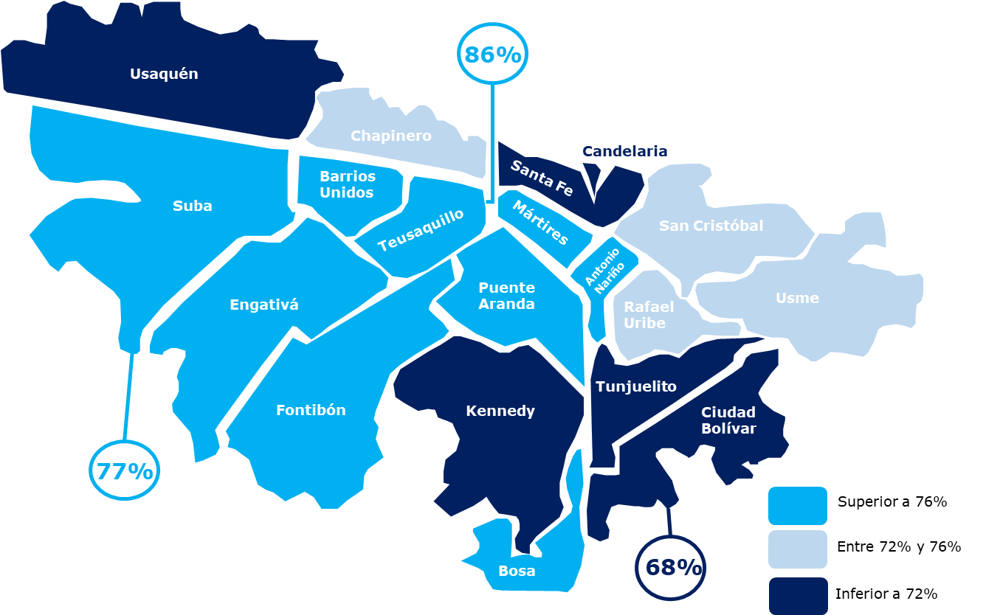 86%
Usaquén
Chapinero
Candelaria
Santa Fe
Barrios
Unidos
Suba
Teusaquillo
Mártires
San Cristóbal
Antonio
Nariño
Puente
Aranda
Engativá
Rafael
Uribe
Usme
Tunjuelito
Fontibón
Kennedy
Ciudad
Bolívar
77%
Bosa
68%
Superior a 76%
Entre 72% y 76%
Inferior a 72%